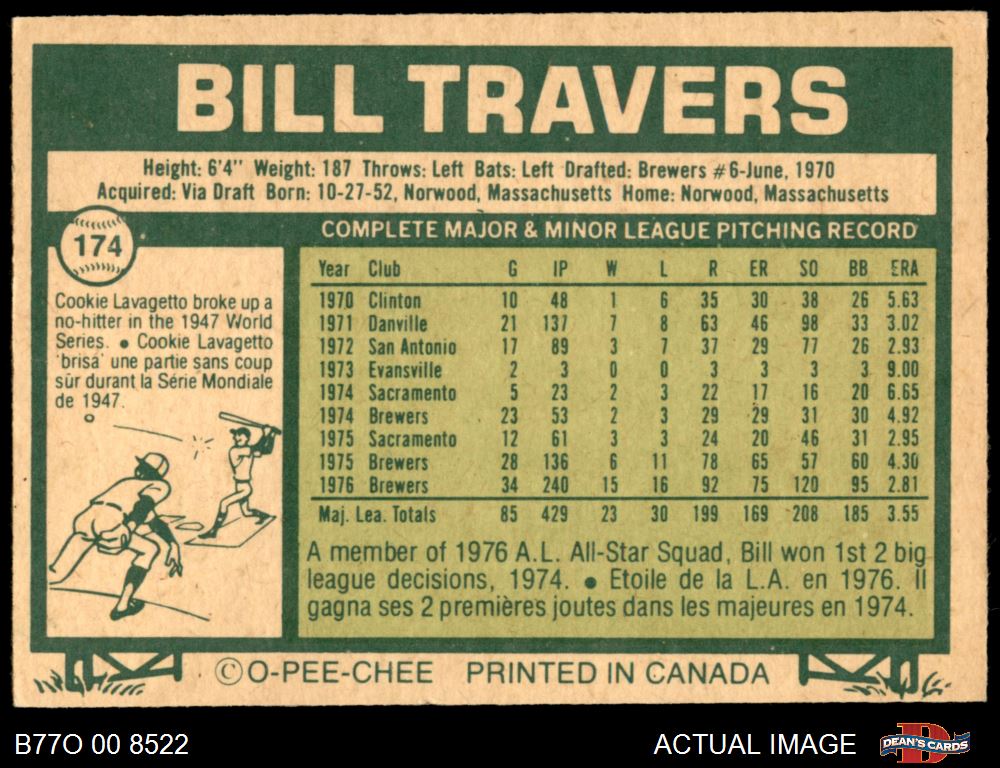 BILL TRAVERS
Height: 6'4" Weight: 187 Throws: Left Bats: Left Drafted: Brewers #6-June, 1970
Acquired: Via Draft Born: 10-27-52, Norwood, Massachusetts Home: Norwood, Massachusetts
174
Cookie Lavagetto broke up a
no-hitter in the 1947 World
Series. ● Cookie Lavagetto
'brisa' une partie sans coup
sûr durant la Série Mondiale
de 1947.
COMPLETE MAJOR & MINOR LEAGUE PITCHING RECORD
Year Club G IP W L R ER SO BB ERA
1970 Clinton 10 48 1 6 35 30 38 26 5.63
1971 Danville 21 137 7 8 63 46 98 33 3.02
1972 San Antonio 17 89 3 7 37 29 77 26 2.93
1973 Evansville 2 3 0 0 3 3 3 3 9.00
1974 Sacramento 5 23 2 3 22 17 16 20 6.65
1974 Brewers 23 53 2 3 29 29 31 30 4.92
1975 Sacramento 12 61 3 3 24 20 46 31 2.95
1975 Brewers 28 136 6 11 78 65 57 60 4.30
1976 Brewers 34 240 15 16 92 75 120 95 2.81
Maj. Lea. Totals 85 429 23 30 199 169 208 185 3.55
A member of 1976 A.L. All-Star Squad, Bill won 1st 2 big
league decisions, 1974. ● Etoile de la L.A. en 1976. Il
gagna ses 2 premières joutes dans les majeures en 1974.
© O-PEE-CHEE PRINTED IN CANADA
B77O 00 8522 ACTUAL IMAGE DEAN'S CARDS